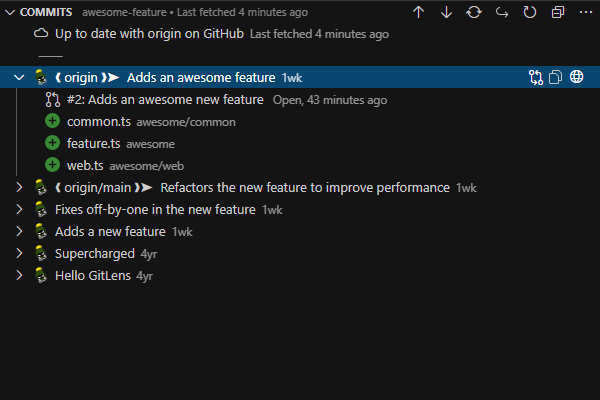 COMMITS awesome-feature • Last fetched 4 minutes ago
Up to date with origin on GitHub Last fetched 4 minutes ago
❰ origin ❱➤ Adds an awesome feature 1wk
#2: Adds an awesome new feature Open, 43 minutes ago
common.ts awesome/common
feature.ts awesome
web.ts awesome/web
❰ origin/main ❱➤ Refactors the new feature to improve performance 1wk
Fixes off-by-one in the new feature 1wk
Adds a new feature 1wk
Supercharged 4yr
Hello GitLens 4yr